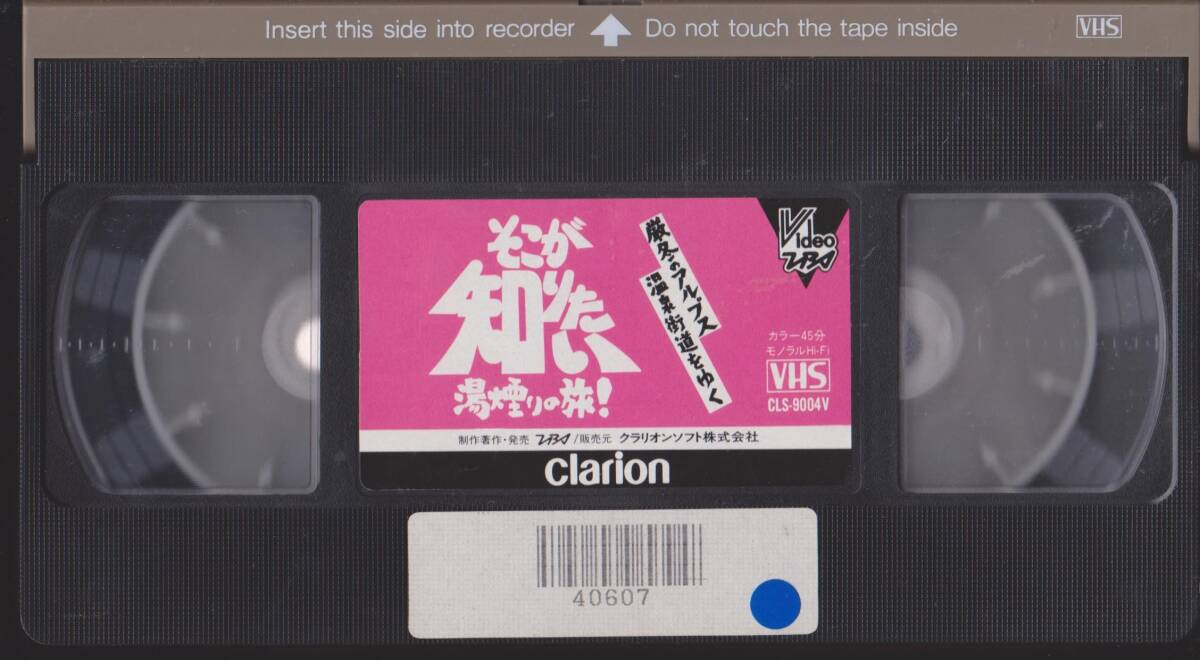 Insert this side into recorder Do not touch the tape inside
VHS
そこが
知りたい
湯煙りの旅!
厳冬のアルプス
温泉街道をゆく
Video
カラー45分
モノラルHi-Fi
VHS
CLS-9004V
制作著作・発売 /販売元 クラリオンソフト株式会社
clarion
40607